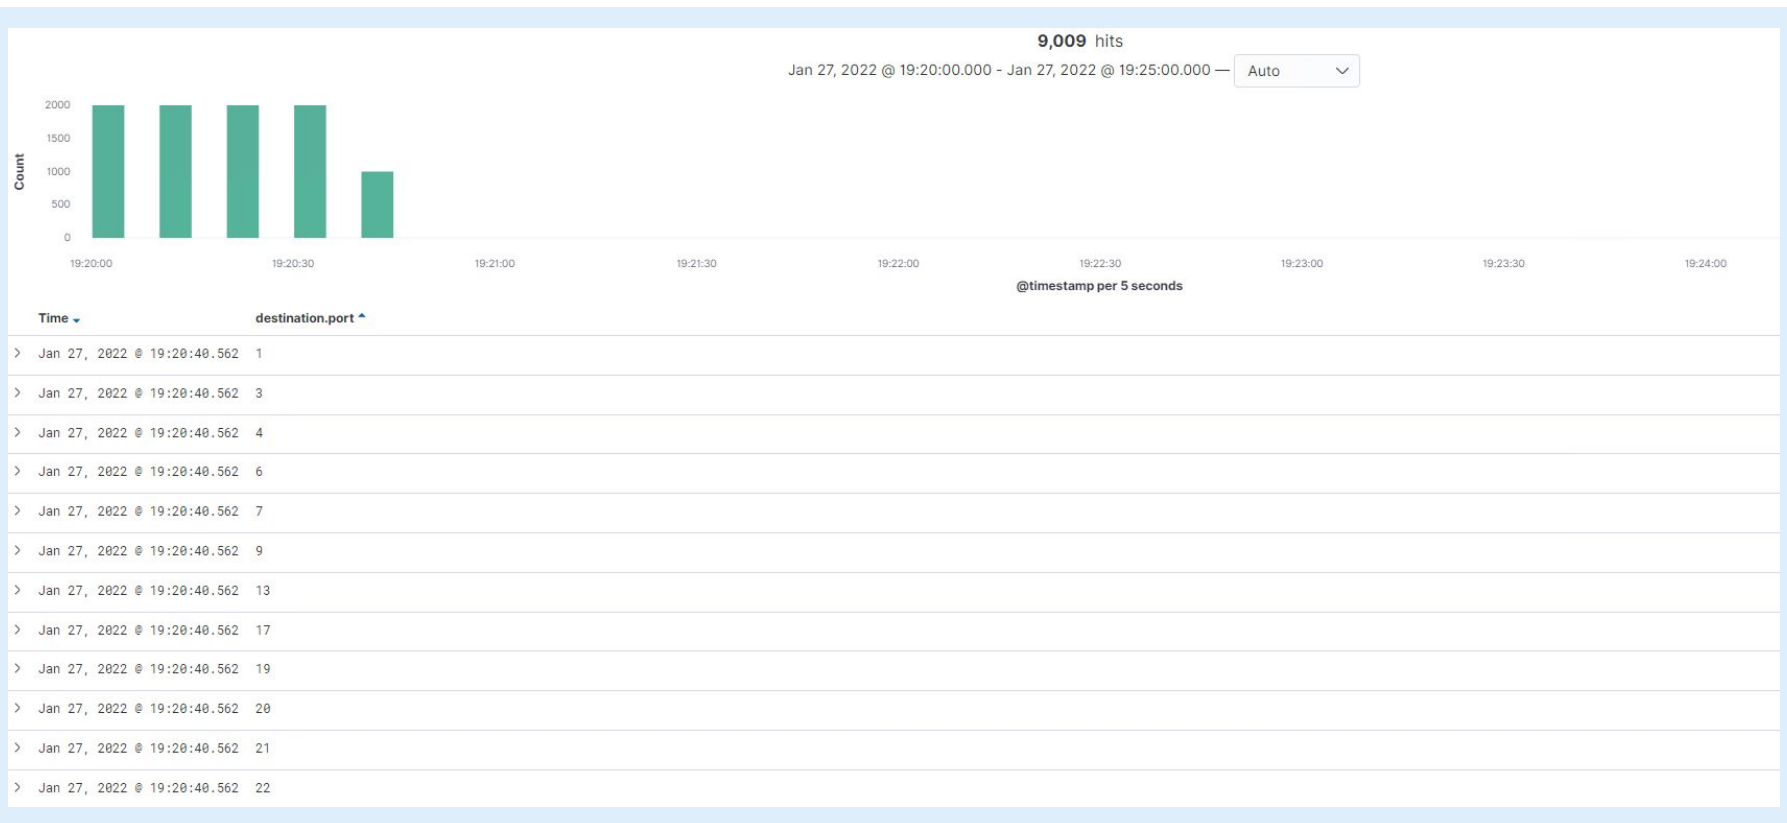 9,009 hits
Jan 27, 2022 @ 19:20:00.000 - Jan 27, 2022 @ 19:25:00.000 — Auto
2000
1500
1000
500
0
Count
19:20:00 19:20:30 19:21:00 19:21:30 19:22:00 19:22:30 19:23:00 19:23:30 19:24:00
@timestamp per 5 seconds
Time destination.port
Jan 27, 2022 @ 19:20:40.562 1
Jan 27, 2022 @ 19:20:40.562 3
Jan 27, 2022 @ 19:20:40.562 4
Jan 27, 2022 @ 19:20:40.562 6
Jan 27, 2022 @ 19:20:40.562 7
Jan 27, 2022 @ 19:20:40.562 9
Jan 27, 2022 @ 19:20:40.562 13
Jan 27, 2022 @ 19:20:40.562 17
Jan 27, 2022 @ 19:20:40.562 19
Jan 27, 2022 @ 19:20:40.562 20
Jan 27, 2022 @ 19:20:40.562 21
Jan 27, 2022 @ 19:20:40.562 22